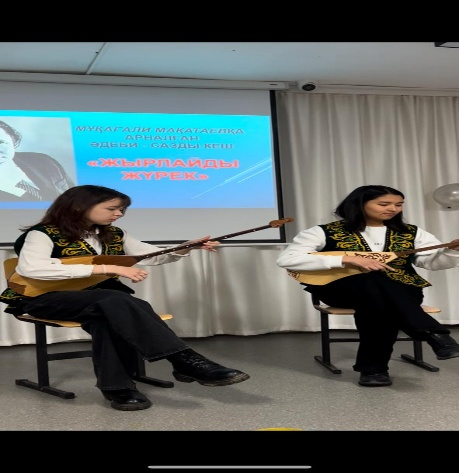 МҰҚАҒАЛИ МАҚАТАЕВҚА
АРНАЛҒАН
ӘДЕБИ - САЗДЫ КЕШ
«ЖЫРЛАЙДЫ
ЖҮРЕК»